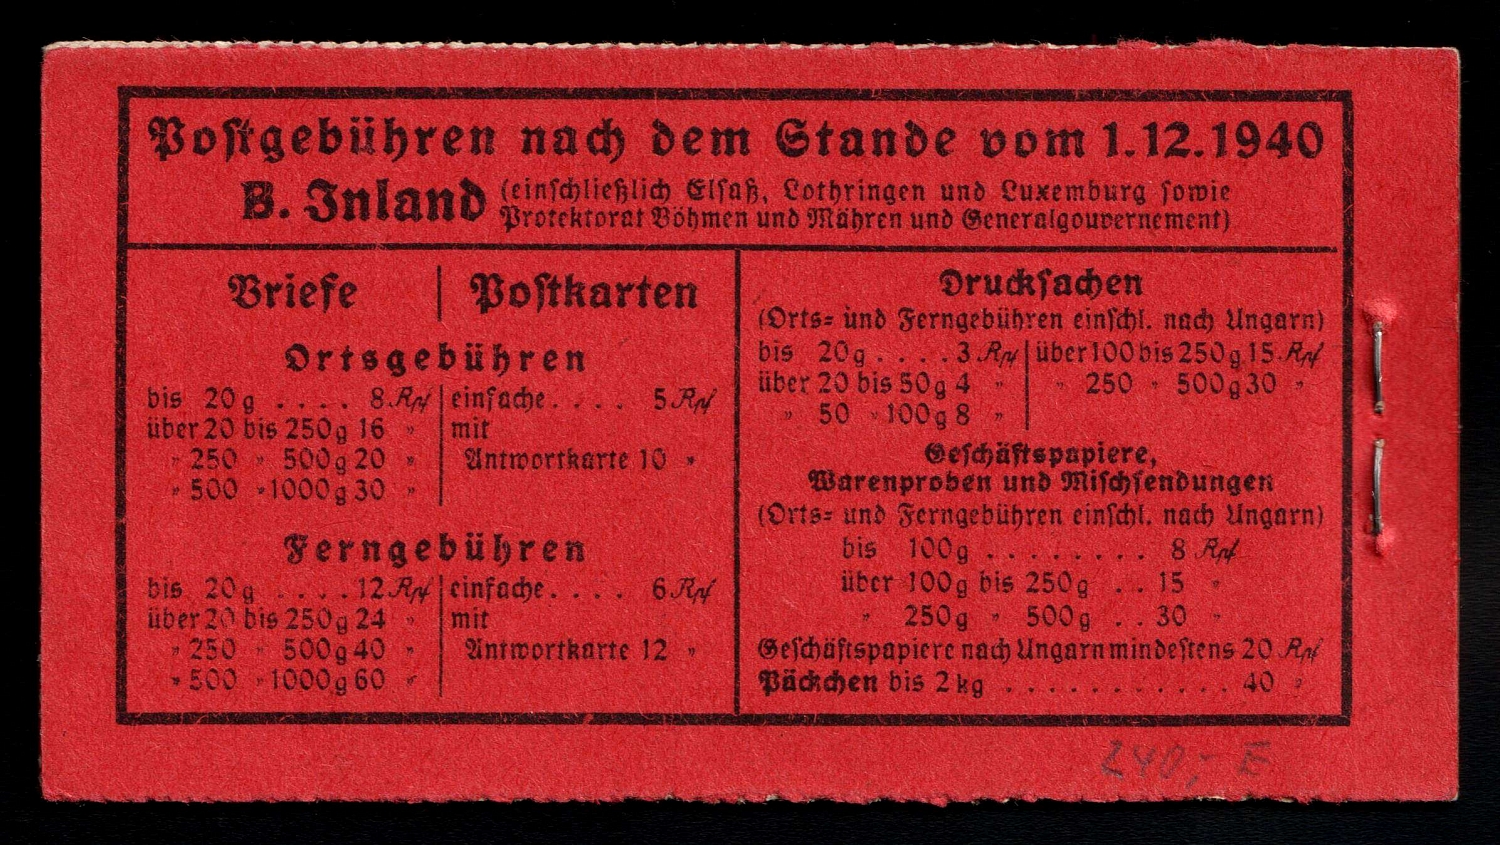 Postgebühren nach dem Stande vom 1.12.1940
B. Inland (einschließlich Elsaß, Lothringen und Luxemburg sowie
Protektorat Böhmen und Mähren und Generalgouvernement)
Briefe | Postkarten
Ortsgebühren
bis 20g .... 8 Rpf | einfache .... 5 Rpf
über 20 bis 250g 16 " | mit
" 250 " 500g 20 " | Antwortkarte 10 "
" 500 " 1000g 30 "
Ferngebühren
bis 20g .... 12 Rpf | einfache .... 6 Rpf
über 20 bis 250g 24 " | mit
" 250 " 500g 40 " | Antwortkarte 12 "
" 500 " 1000g 60 "
Drucksachen
(Orts- und Ferngebühren einschl. nach Ungarn)
bis 20g .... 3 Rpf | über 100 bis 250g 15 Rpf
über 20 bis 50g 4 " | " 250 " 500g 30 "
" 50 " 100g 8 "
Geschäftspapiere,
Warenproben und Mischsendungen
(Orts- und Ferngebühren einschl. nach Ungarn)
bis 100g ........ 8 Rpf
über 100g bis 250g .. 15 "
" 250g " 500g .. 30 "
Geschäftspapiere nach Ungarn mindestens 20 Rpf
Päckchen bis 2 kg ............ 40 "
240,- E